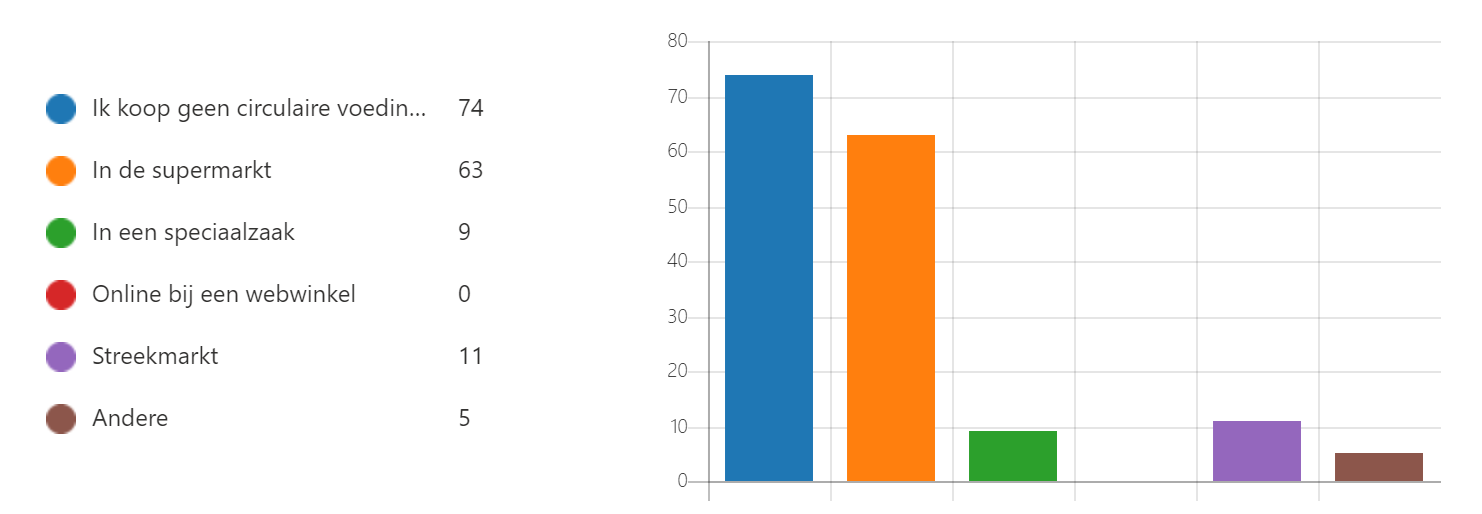 Ik koop geen circulaire voedin... 74
In de supermarkt 63
In een speciaalzaak 9
Online bij een webwinkel 0
Streekmarkt 11
Andere 5
80
70
60
50
40
30
20
10
0